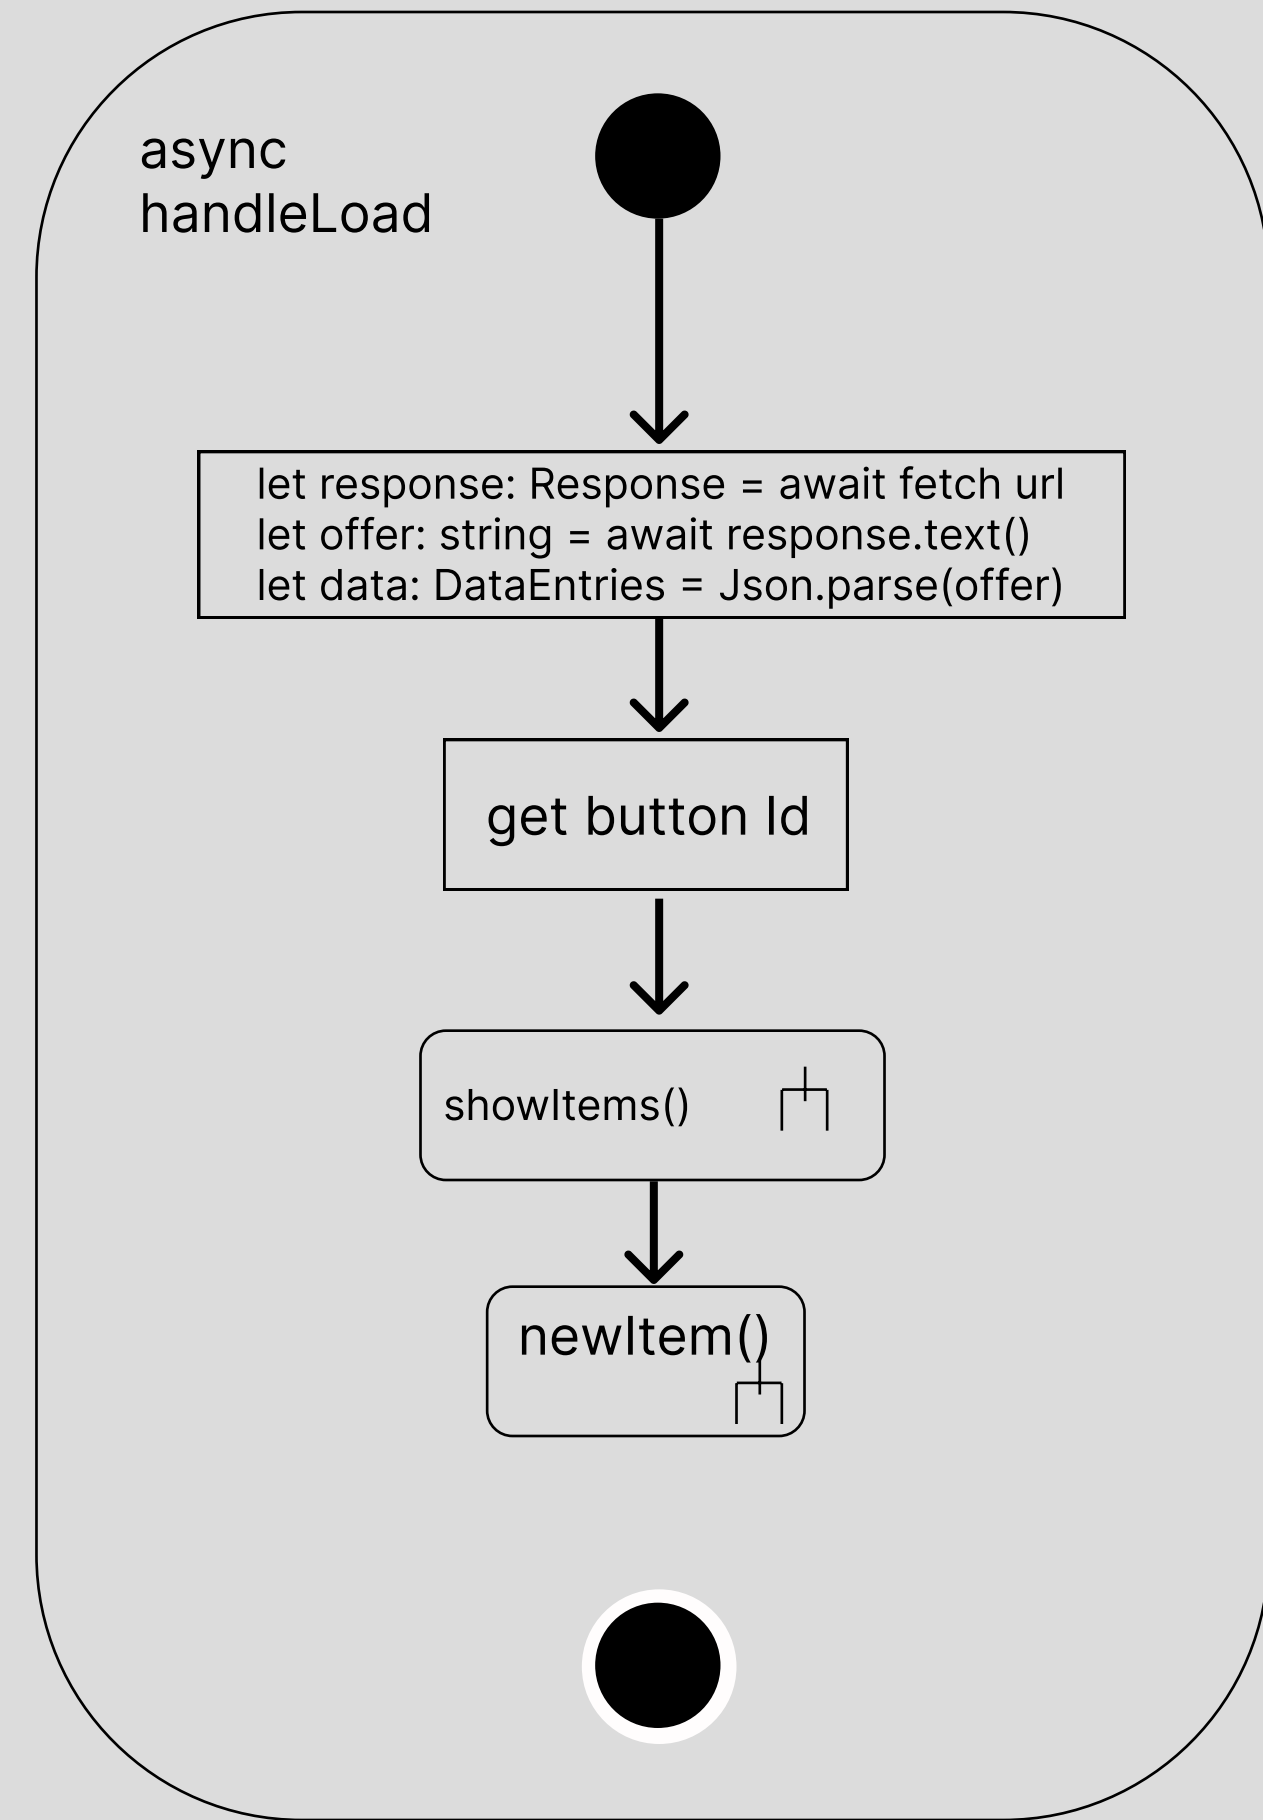 async
handleLoad
let response: Response = await fetch url
let offer: string = await response.text()
let data: DataEntries = Json.parse(offer)
get button Id
showItems()
newItem()